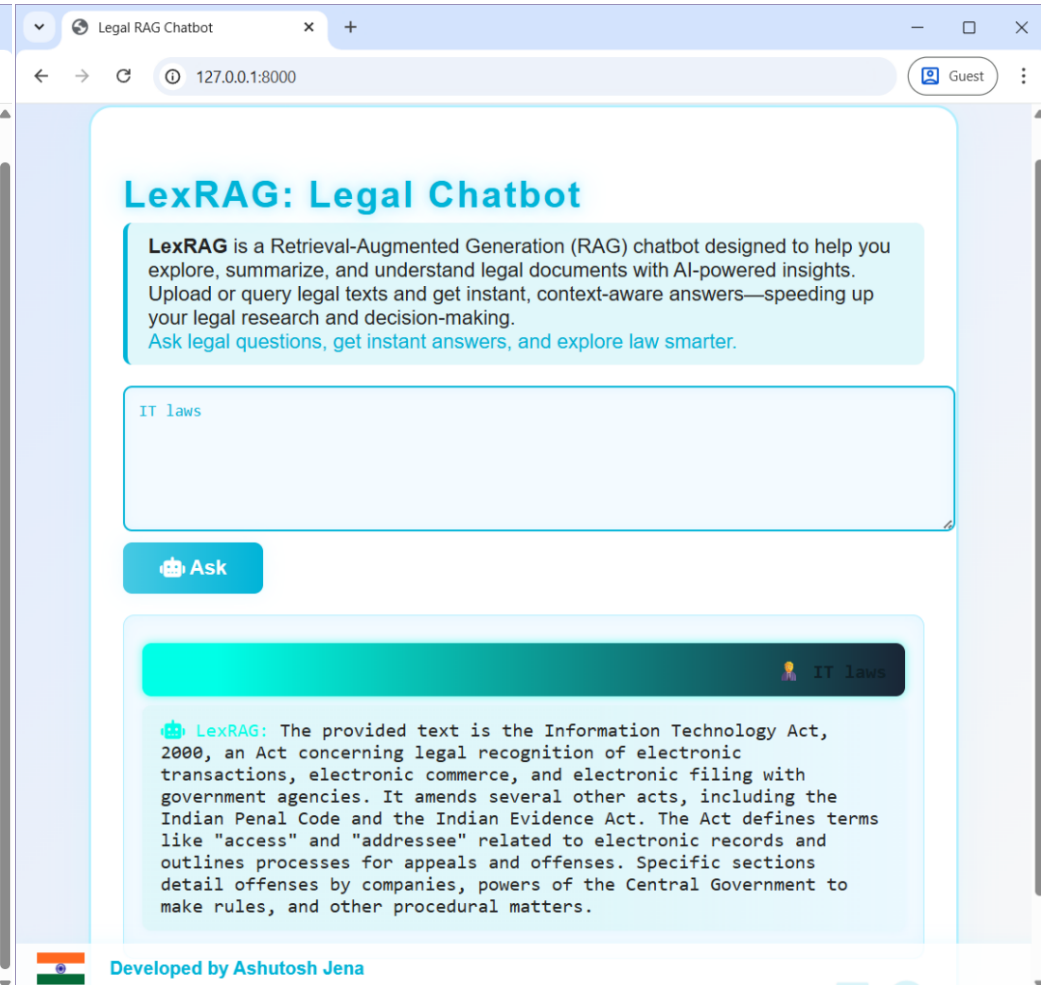 Legal RAG Chatbot
127.0.0.1:8000
Guest
LexRAG: Legal Chatbot
LexRAG is a Retrieval-Augmented Generation (RAG) chatbot designed to help you
explore, summarize, and understand legal documents with AI-powered insights.
Upload or query legal texts and get instant, context-aware answers—speeding up
your legal research and decision-making.
Ask legal questions, get instant answers, and explore law smarter.
IT laws
Ask
IT laws
LexRAG: The provided text is the Information Technology Act,
2000, an Act concerning legal recognition of electronic
transactions, electronic commerce, and electronic filing with
government agencies. It amends several other acts, including the
Indian Penal Code and the Indian Evidence Act. The Act defines terms
like "access" and "addressee" related to electronic records and
outlines processes for appeals and offenses. Specific sections
detail offenses by companies, powers of the Central Government to
make rules, and other procedural matters.
Developed by Ashutosh Jena